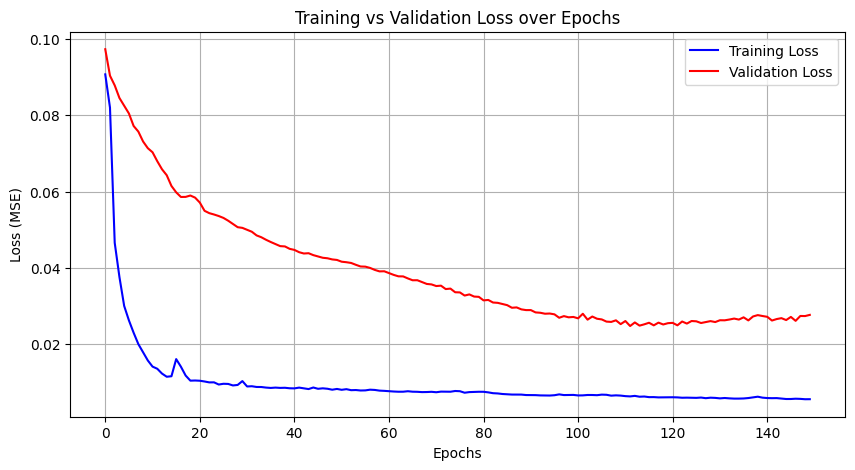 Training vs Validation Loss over Epochs
Training Loss
Validation Loss
Loss (MSE)
0.10
0.08
0.06
0.04
0.02
0 20 40 60 80 100 120 140
Epochs